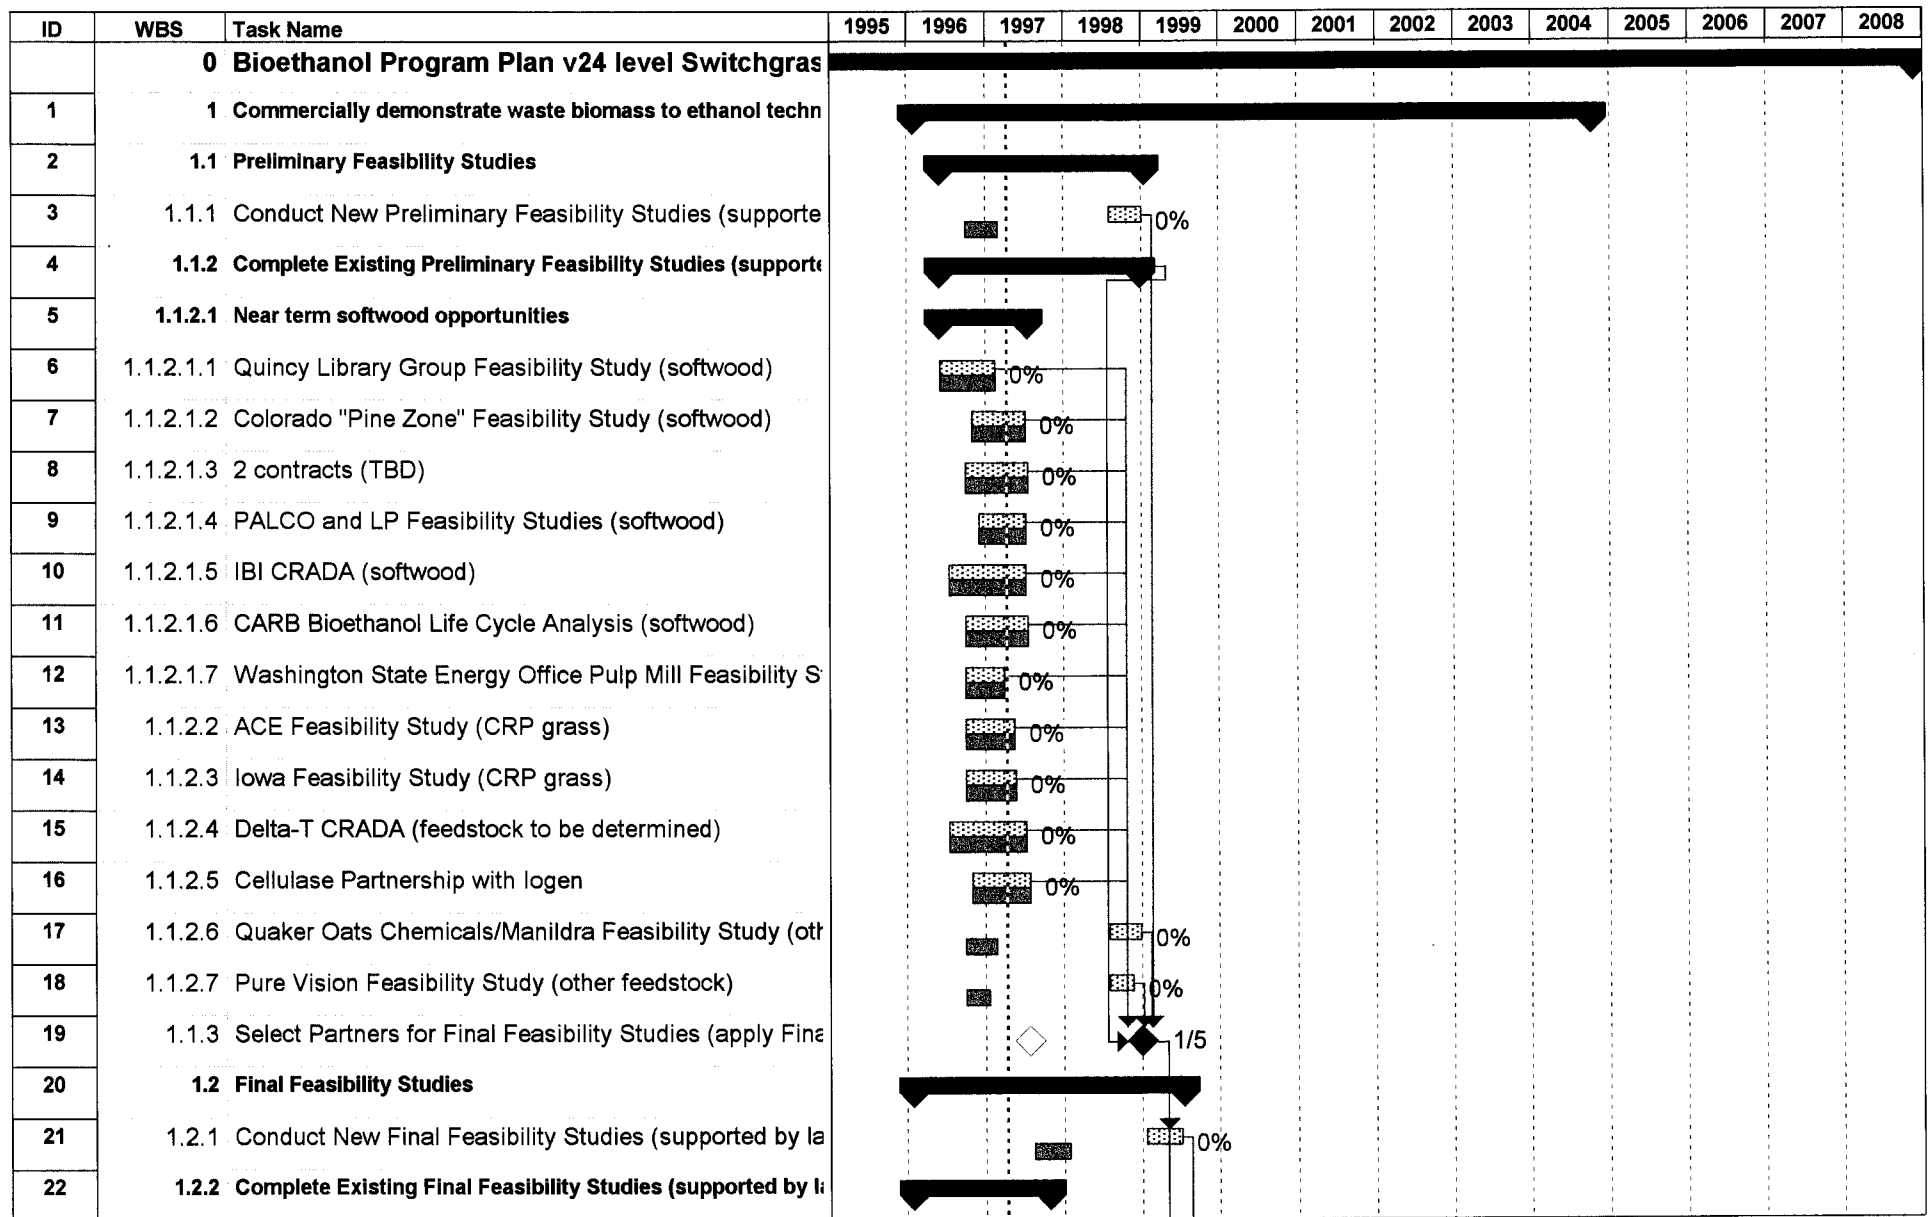 ID WBS Task Name 1995 1996 1997 1998 1999 2000 2001 2002 2003 2004 2005 2006 2007 2008
0 Bioethanol Program Plan v24 level Switchgras
1 1 Commercially demonstrate waste biomass to ethanol techn
2 1.1 Preliminary Feasibility Studies
3 1.1.1 Conduct New Preliminary Feasibility Studies (supporte 0%
4 1.1.2 Complete Existing Preliminary Feasibility Studies (supporte
5 1.1.2.1 Near term softwood opportunities
6 1.1.2.1.1 Quincy Library Group Feasibility Study (softwood) 0%
7 1.1.2.1.2 Colorado "Pine Zone" Feasibility Study (softwood) 0%
8 1.1.2.1.3 2 contracts (TBD) 0%
9 1.1.2.1.4 PALCO and LP Feasibility Studies (softwood) 0%
10 1.1.2.1.5 IBI CRADA (softwood) 0%
11 1.1.2.1.6 CARB Bioethanol Life Cycle Analysis (softwood) 0%
12 1.1.2.1.7 Washington State Energy Office Pulp Mill Feasibility S 0%
13 1.1.2.2 ACE Feasibility Study (CRP grass) 0%
14 1.1.2.3 Iowa Feasibility Study (CRP grass) 0%
15 1.1.2.4 Delta-T CRADA (feedstock to be determined) 0%
16 1.1.2.5 Cellulase Partnership with Iogen 0%
17 1.1.2.6 Quaker Oats Chemicals/Manildra Feasibility Study (oth 0%
18 1.1.2.7 Pure Vision Feasibility Study (other feedstock) 0%
19 1.1.3 Select Partners for Final Feasibility Studies (apply Fina 1/5
20 1.2 Final Feasibility Studies
21 1.2.1 Conduct New Final Feasibility Studies (supported by la 0%
22 1.2.2 Complete Existing Final Feasibility Studies (supported by la